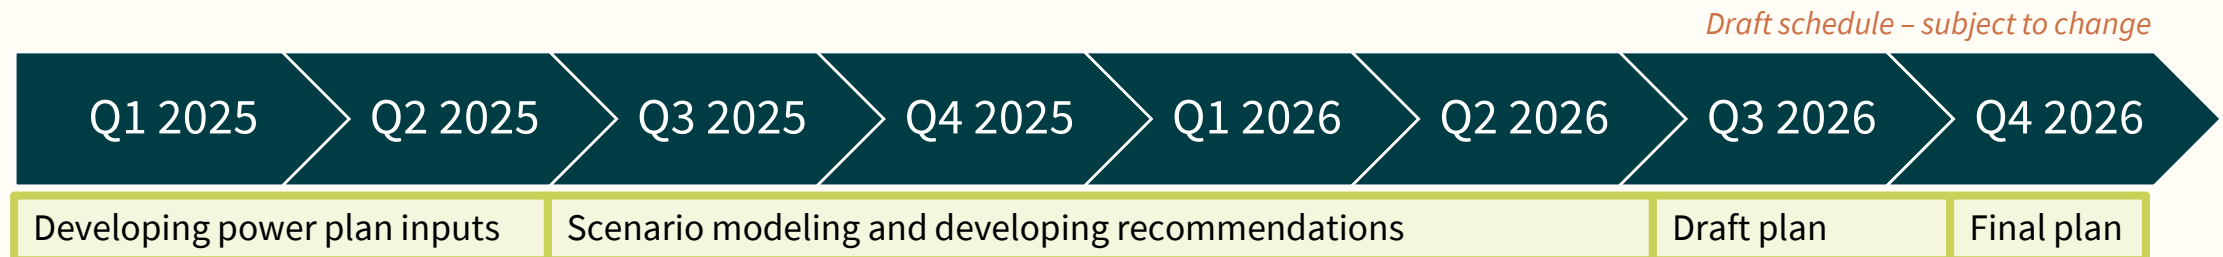 Draft schedule – subject to change
Q1 2025 Q2 2025 Q3 2025 Q4 2025 Q1 2026 Q2 2026 Q3 2026 Q4 2026
Developing power plan inputs Scenario modeling and developing recommendations Draft plan Final plan